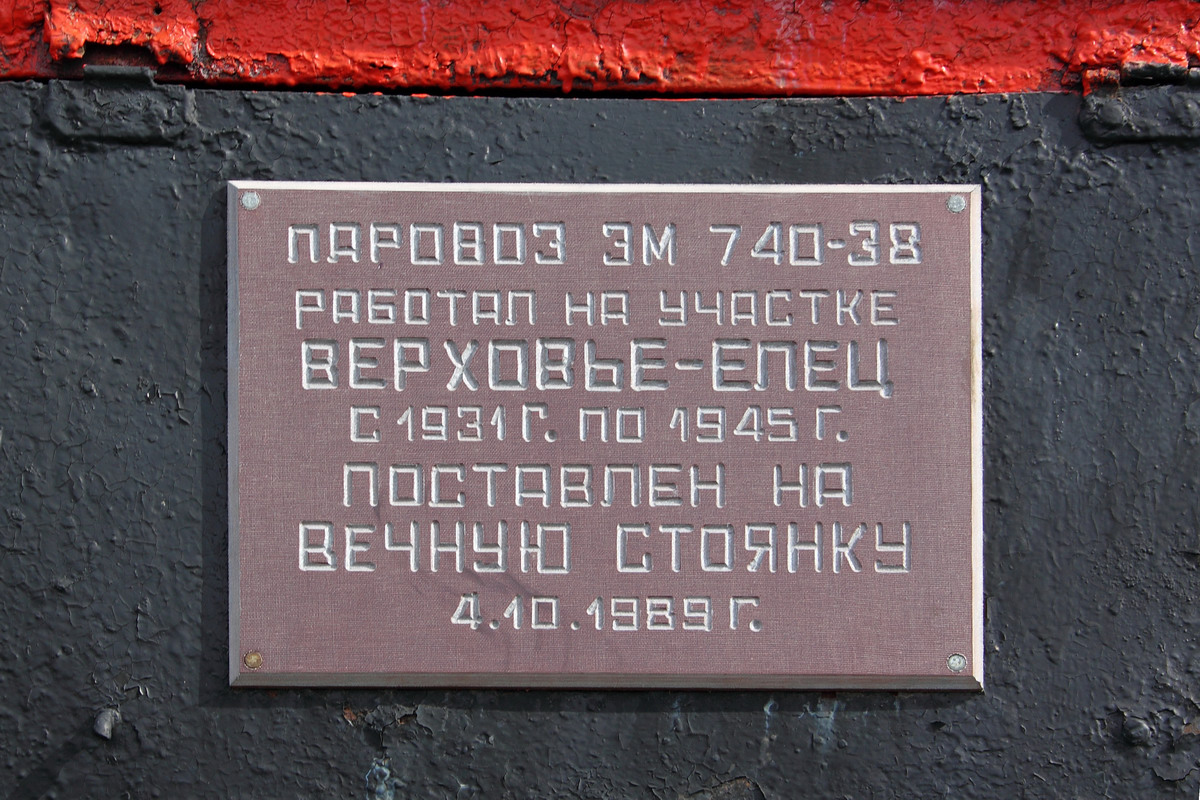 ПАРОВОЗ ЭМ 740-38
РАБОТАЛ НА УЧАСТКЕ
ВЕРХОВЬЕ-ЕЛЕЦ
С 1931 Г. ПО 1945 Г.
ПОСТАВЛЕН НА
ВЕЧНУЮ СТОЯНКУ
4.10.1989 Г.